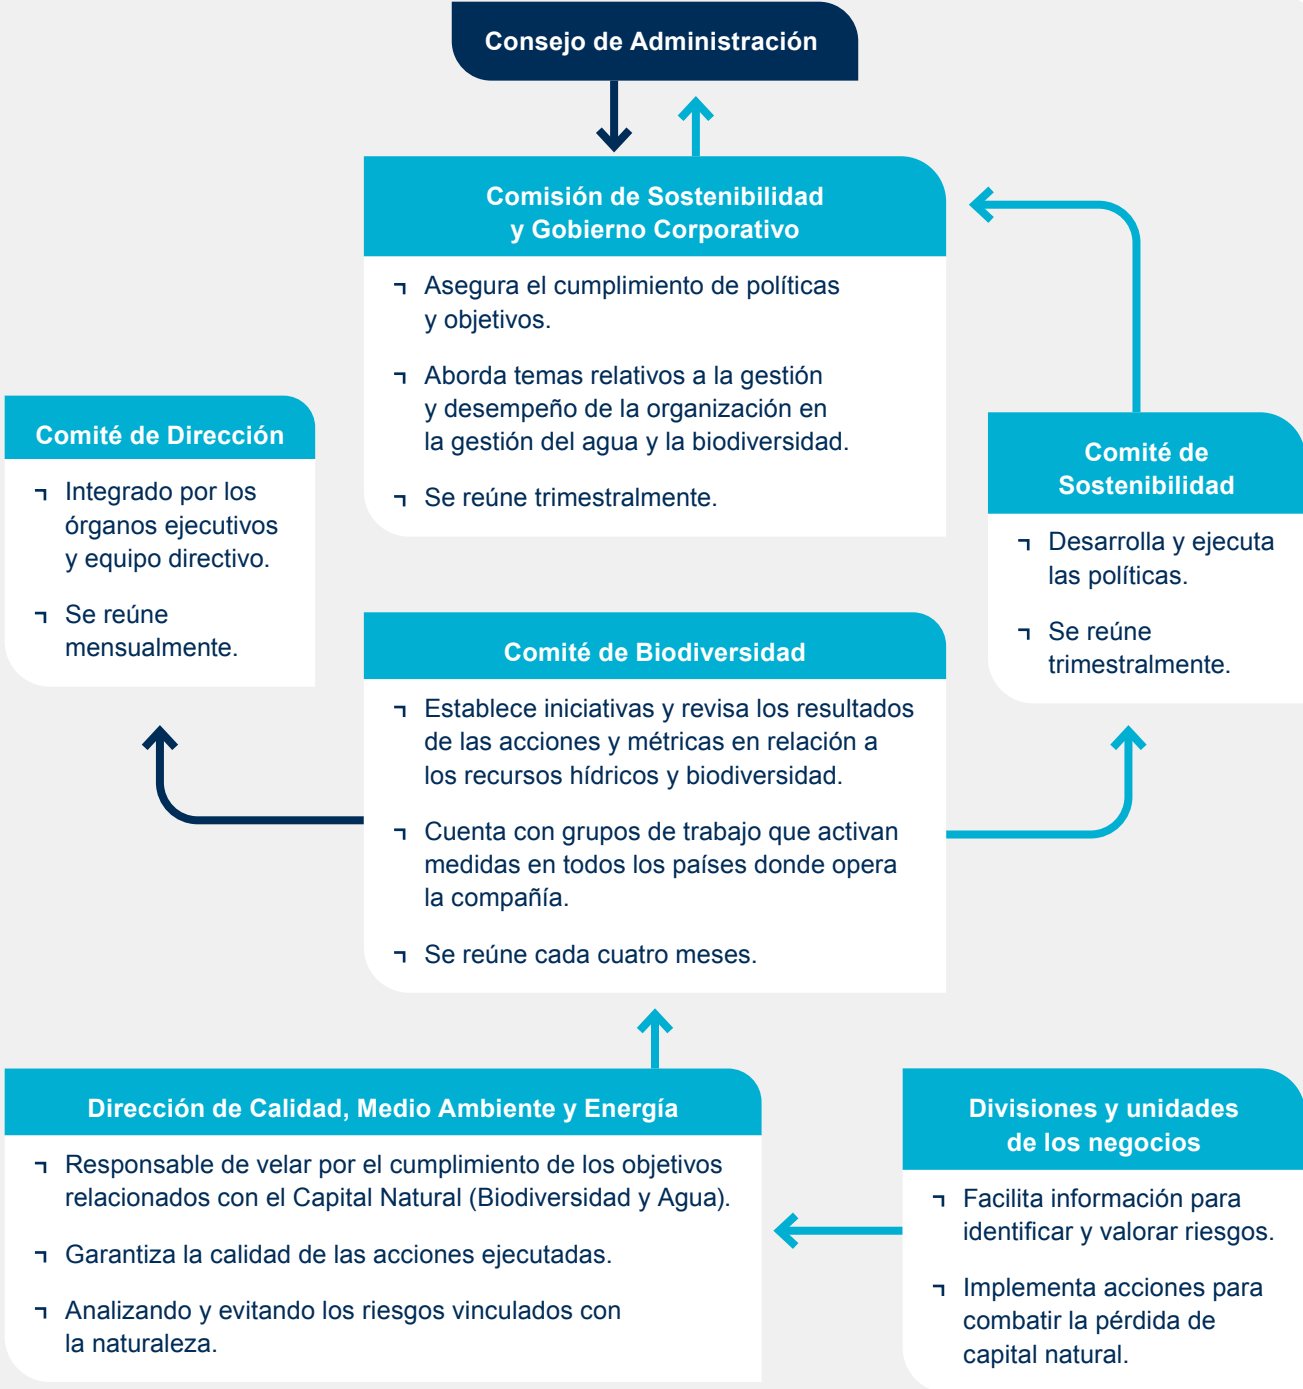 Consejo de Administración
Comisión de Sostenibilidad
y Gobierno Corporativo
Asegura el cumplimiento de políticas
y objetivos.
Aborda temas relativos a la gestión
y desempeño de la organización en
la gestión del agua y la biodiversidad.
Se reúne trimestralmente.
Comité de Dirección
Integrado por los
órganos ejecutivos
y equipo directivo.
Se reúne
mensualmente.
Comité de
Sostenibilidad
Desarrolla y ejecuta
las políticas.
Se reúne
trimestralmente.
Comité de Biodiversidad
Establece iniciativas y revisa los resultados
de las acciones y métricas en relación a
los recursos hídricos y biodiversidad.
Cuenta con grupos de trabajo que activan
medidas en todos los países donde opera
la compañía.
Se reúne cada cuatro meses.
Dirección de Calidad, Medio Ambiente y Energía
Responsable de velar por el cumplimiento de los objetivos
relacionados con el Capital Natural (Biodiversidad y Agua).
Garantiza la calidad de las acciones ejecutadas.
Analizando y evitando los riesgos vinculados con
la naturaleza.
Divisiones y unidades
de los negocios
Facilita información para
identificar y valorar riesgos.
Implementa acciones para
combatir la pérdida de
capital natural.